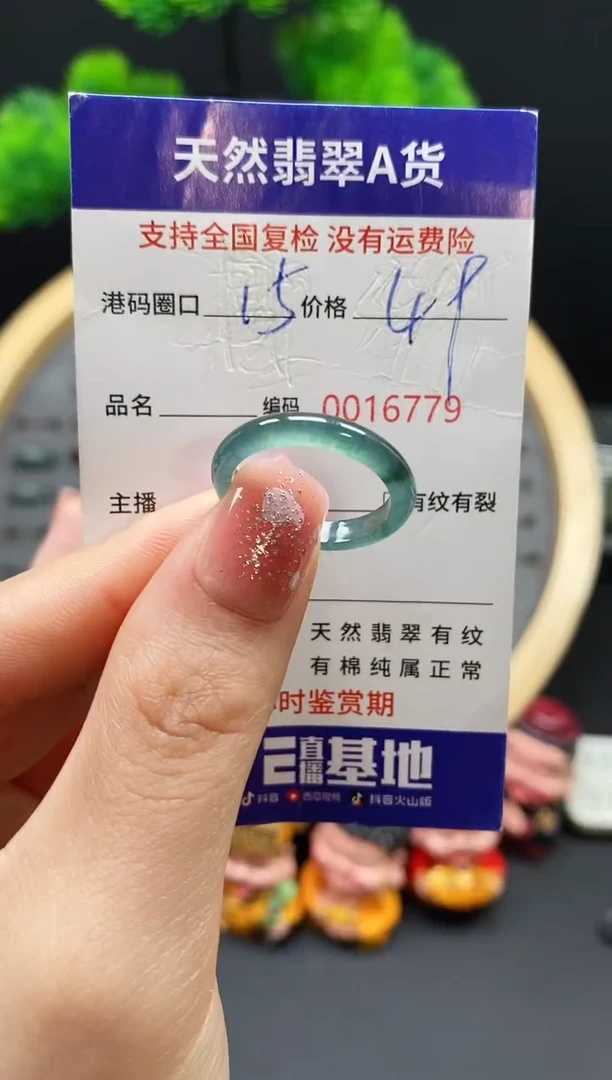 天然翡翠A货
支持全国复检 没有运费险
港码圈口 15 价格 49
品名 编码 0016779
主播 有纹有裂
天然翡翠有纹
有棉纯属正常
时鉴赏期
直播基地
抖音 西瓜视频 抖音火山版